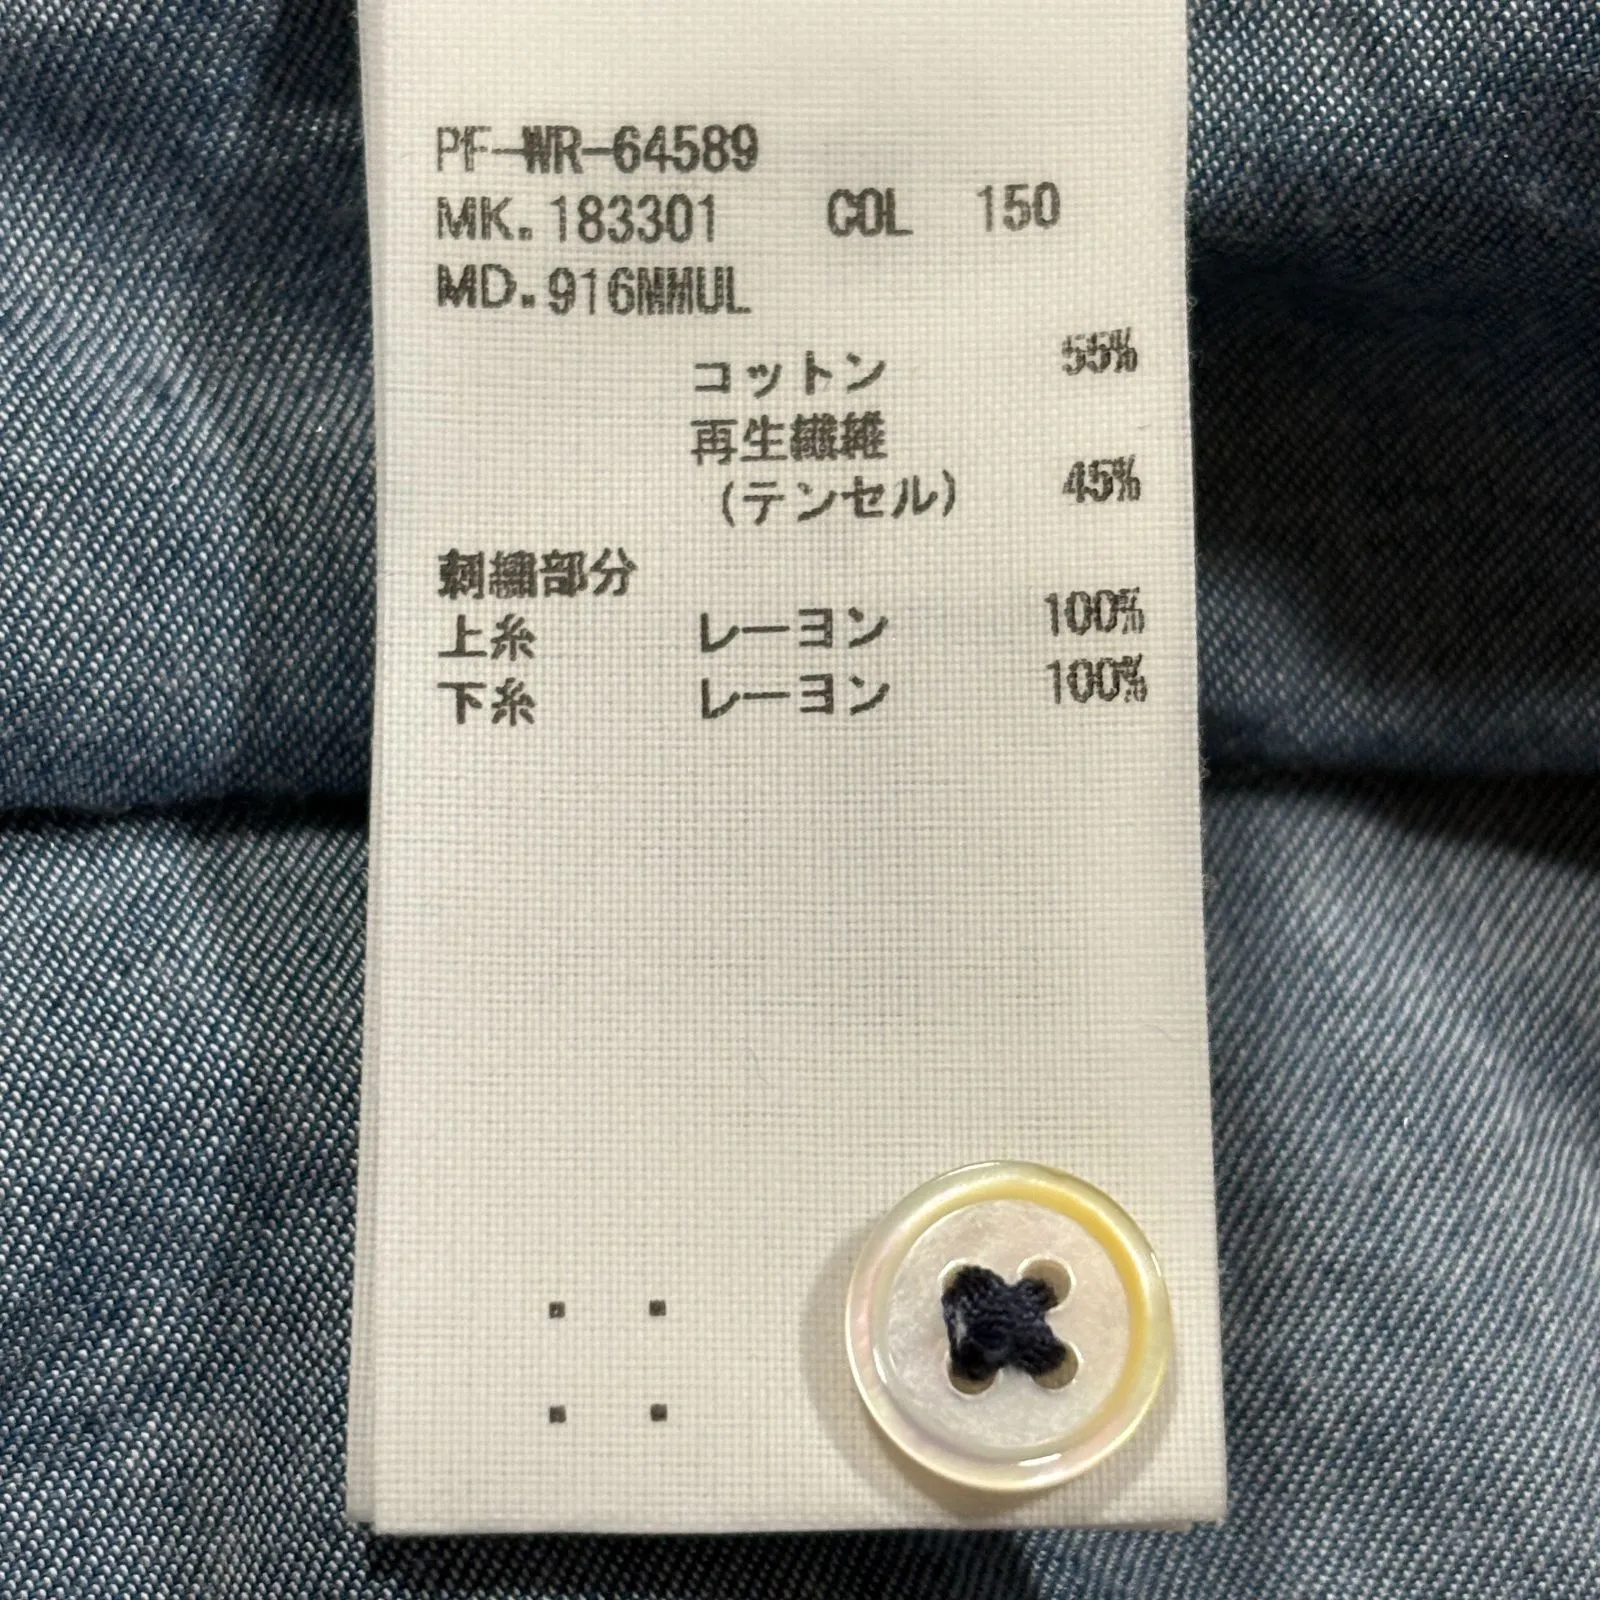 PF-WR-64589
MK.183301 COL 150
MD.916MMUL
コットン 55%
再生繊維
(テンセル) 45%
刺繍部分
上糸 レーヨン 100%
下糸 レーヨン 100%